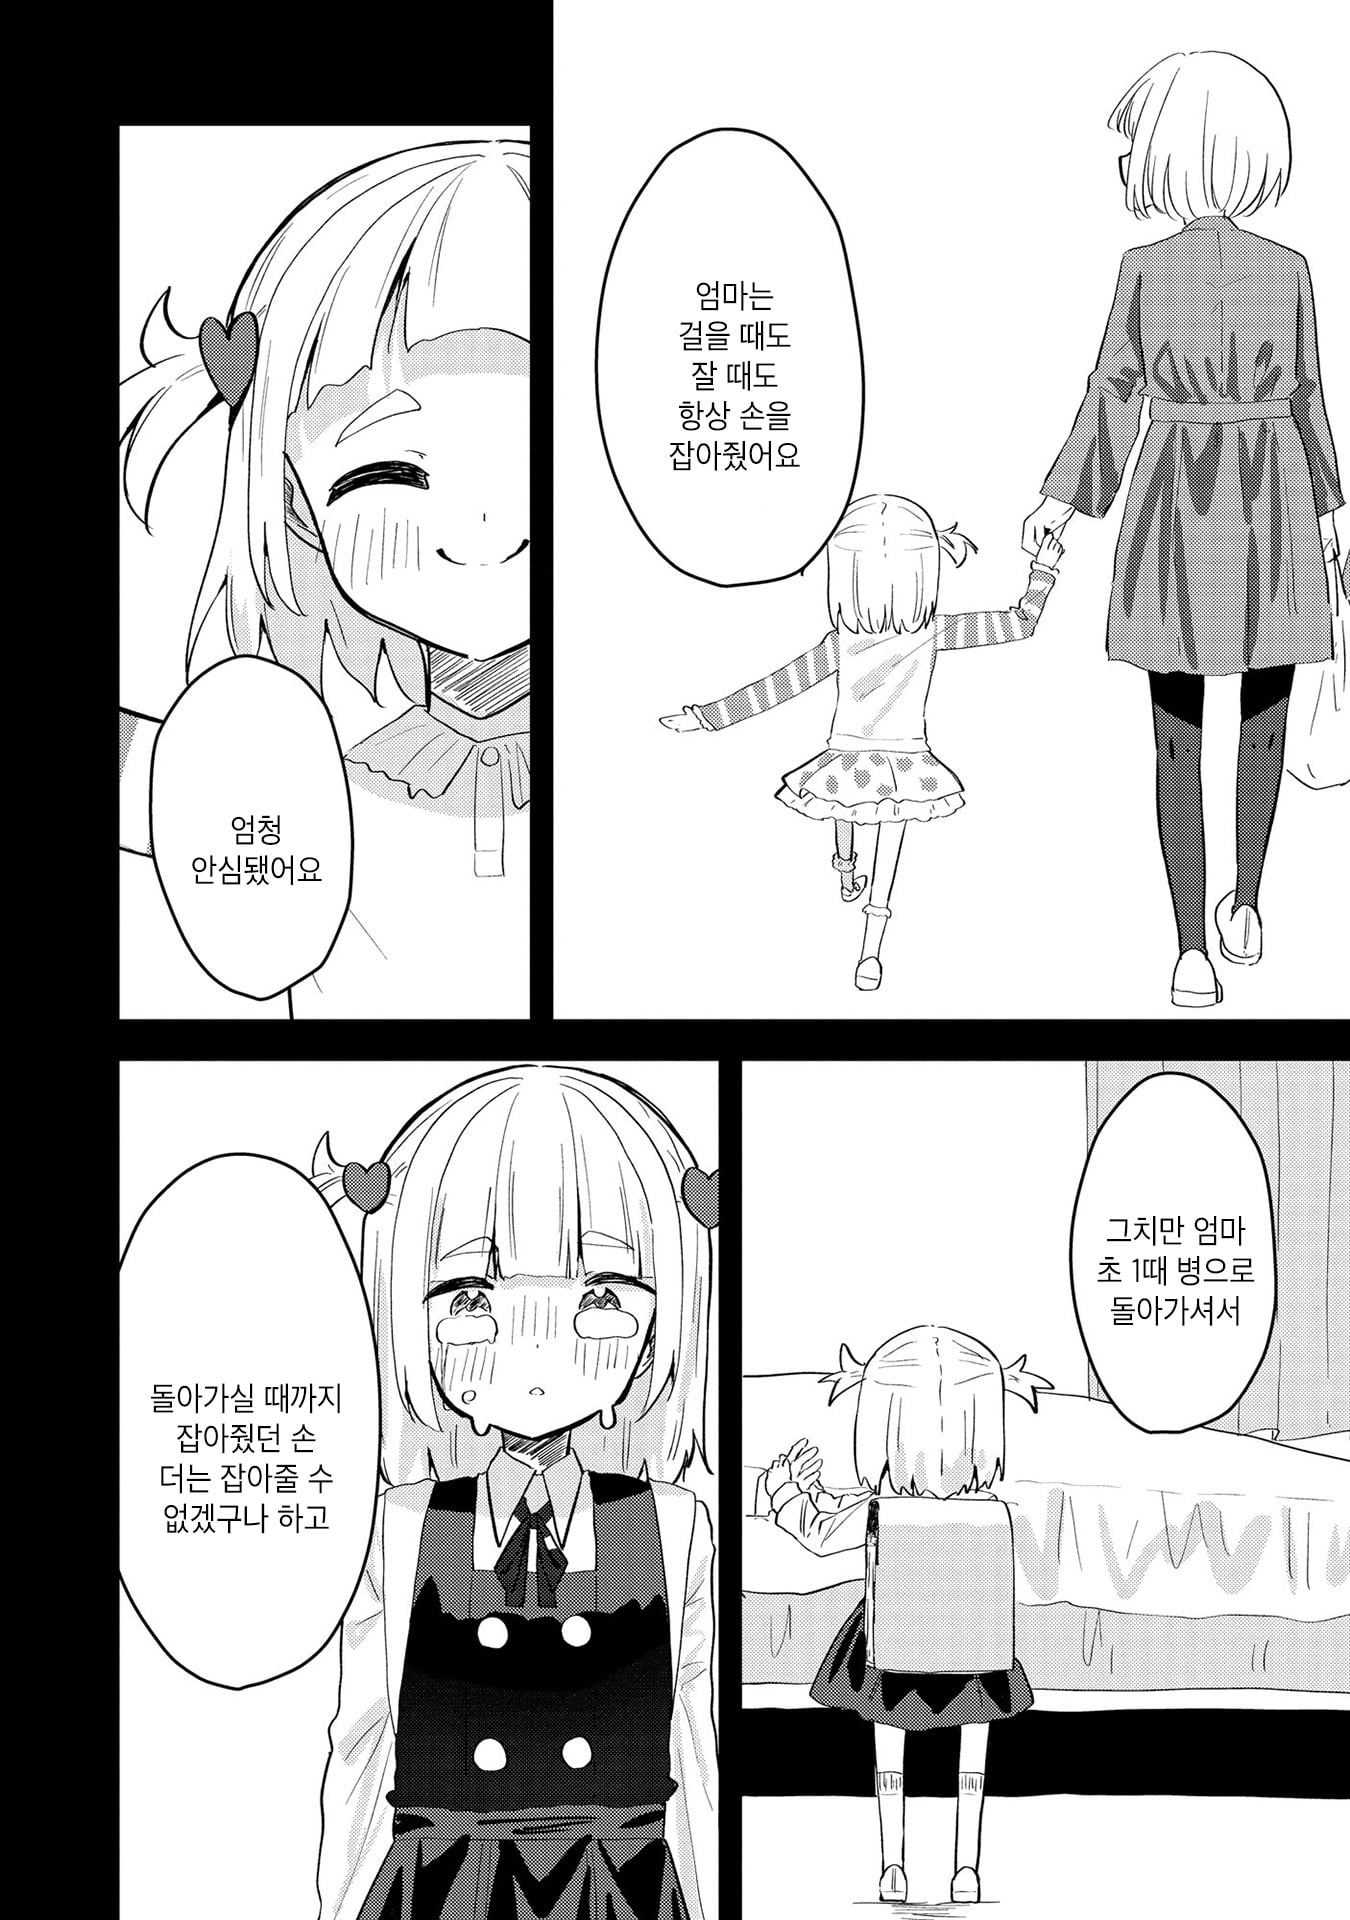 엄마는
걸을 때도
잘 때도
항상 손을
잡아줬어요
엄청
안심됐어요
그치만 엄마
초 1때 병으로
돌아가셔서
돌아가실 때까지
잡아줬던 손
더는 잡아줄 수
없겠구나 하고